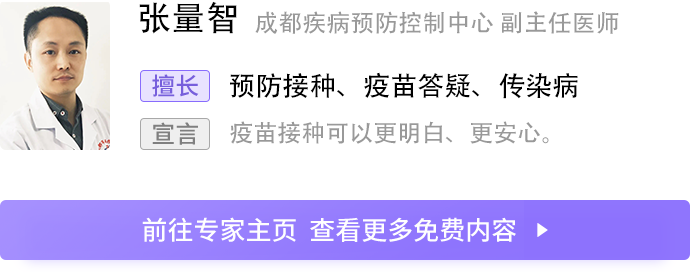 张量智 成都疾病预防控制中心 副主任医师
擅长 预防接种、疫苗答疑、传染病
宣言 疫苗接种可以更明白、更安心。
前往专家主页 查看更多免费内容